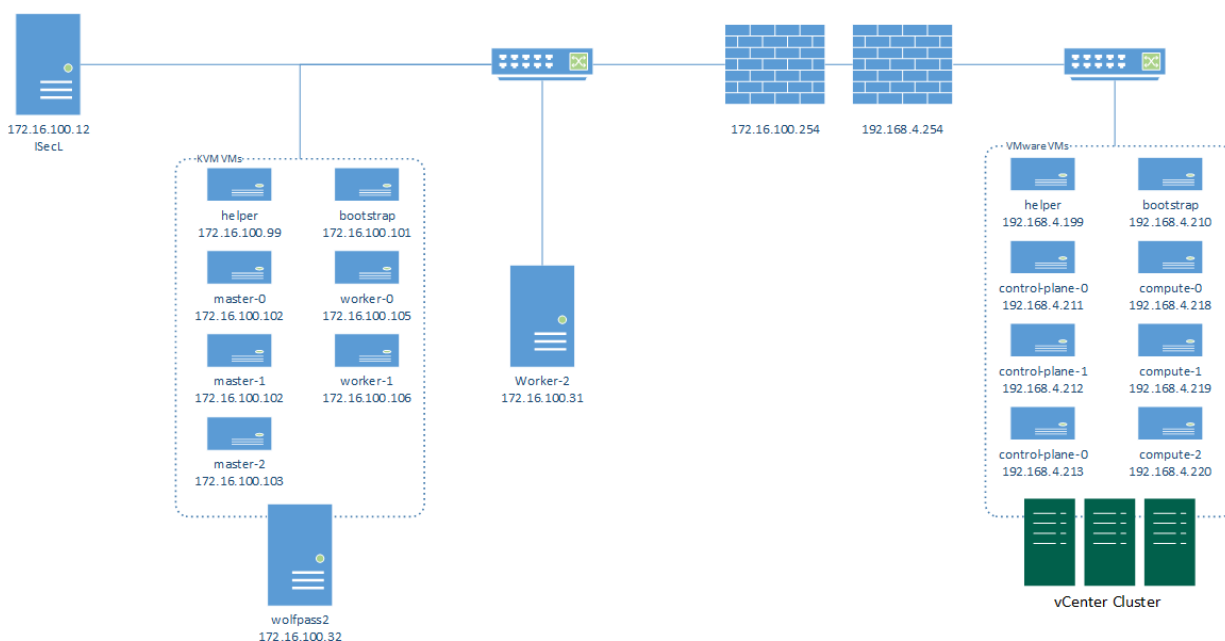 172.16.100.12
ISecL
172.16.100.254
192.168.4.254
KVM VMs
helper
172.16.100.99
bootstrap
172.16.100.101
master-0
172.16.100.102
worker-0
172.16.100.105
master-1
172.16.100.102
worker-1
172.16.100.106
master-2
172.16.100.103
wolfpass2
172.16.100.32
Worker-2
172.16.100.31
VMware VMs
helper
192.168.4.199
bootstrap
192.168.4.210
control-plane-0
192.168.4.211
compute-0
192.168.4.218
control-plane-1
192.168.4.212
compute-1
192.168.4.219
control-plane-0
192.168.4.213
compute-2
192.168.4.220
vCenter Cluster